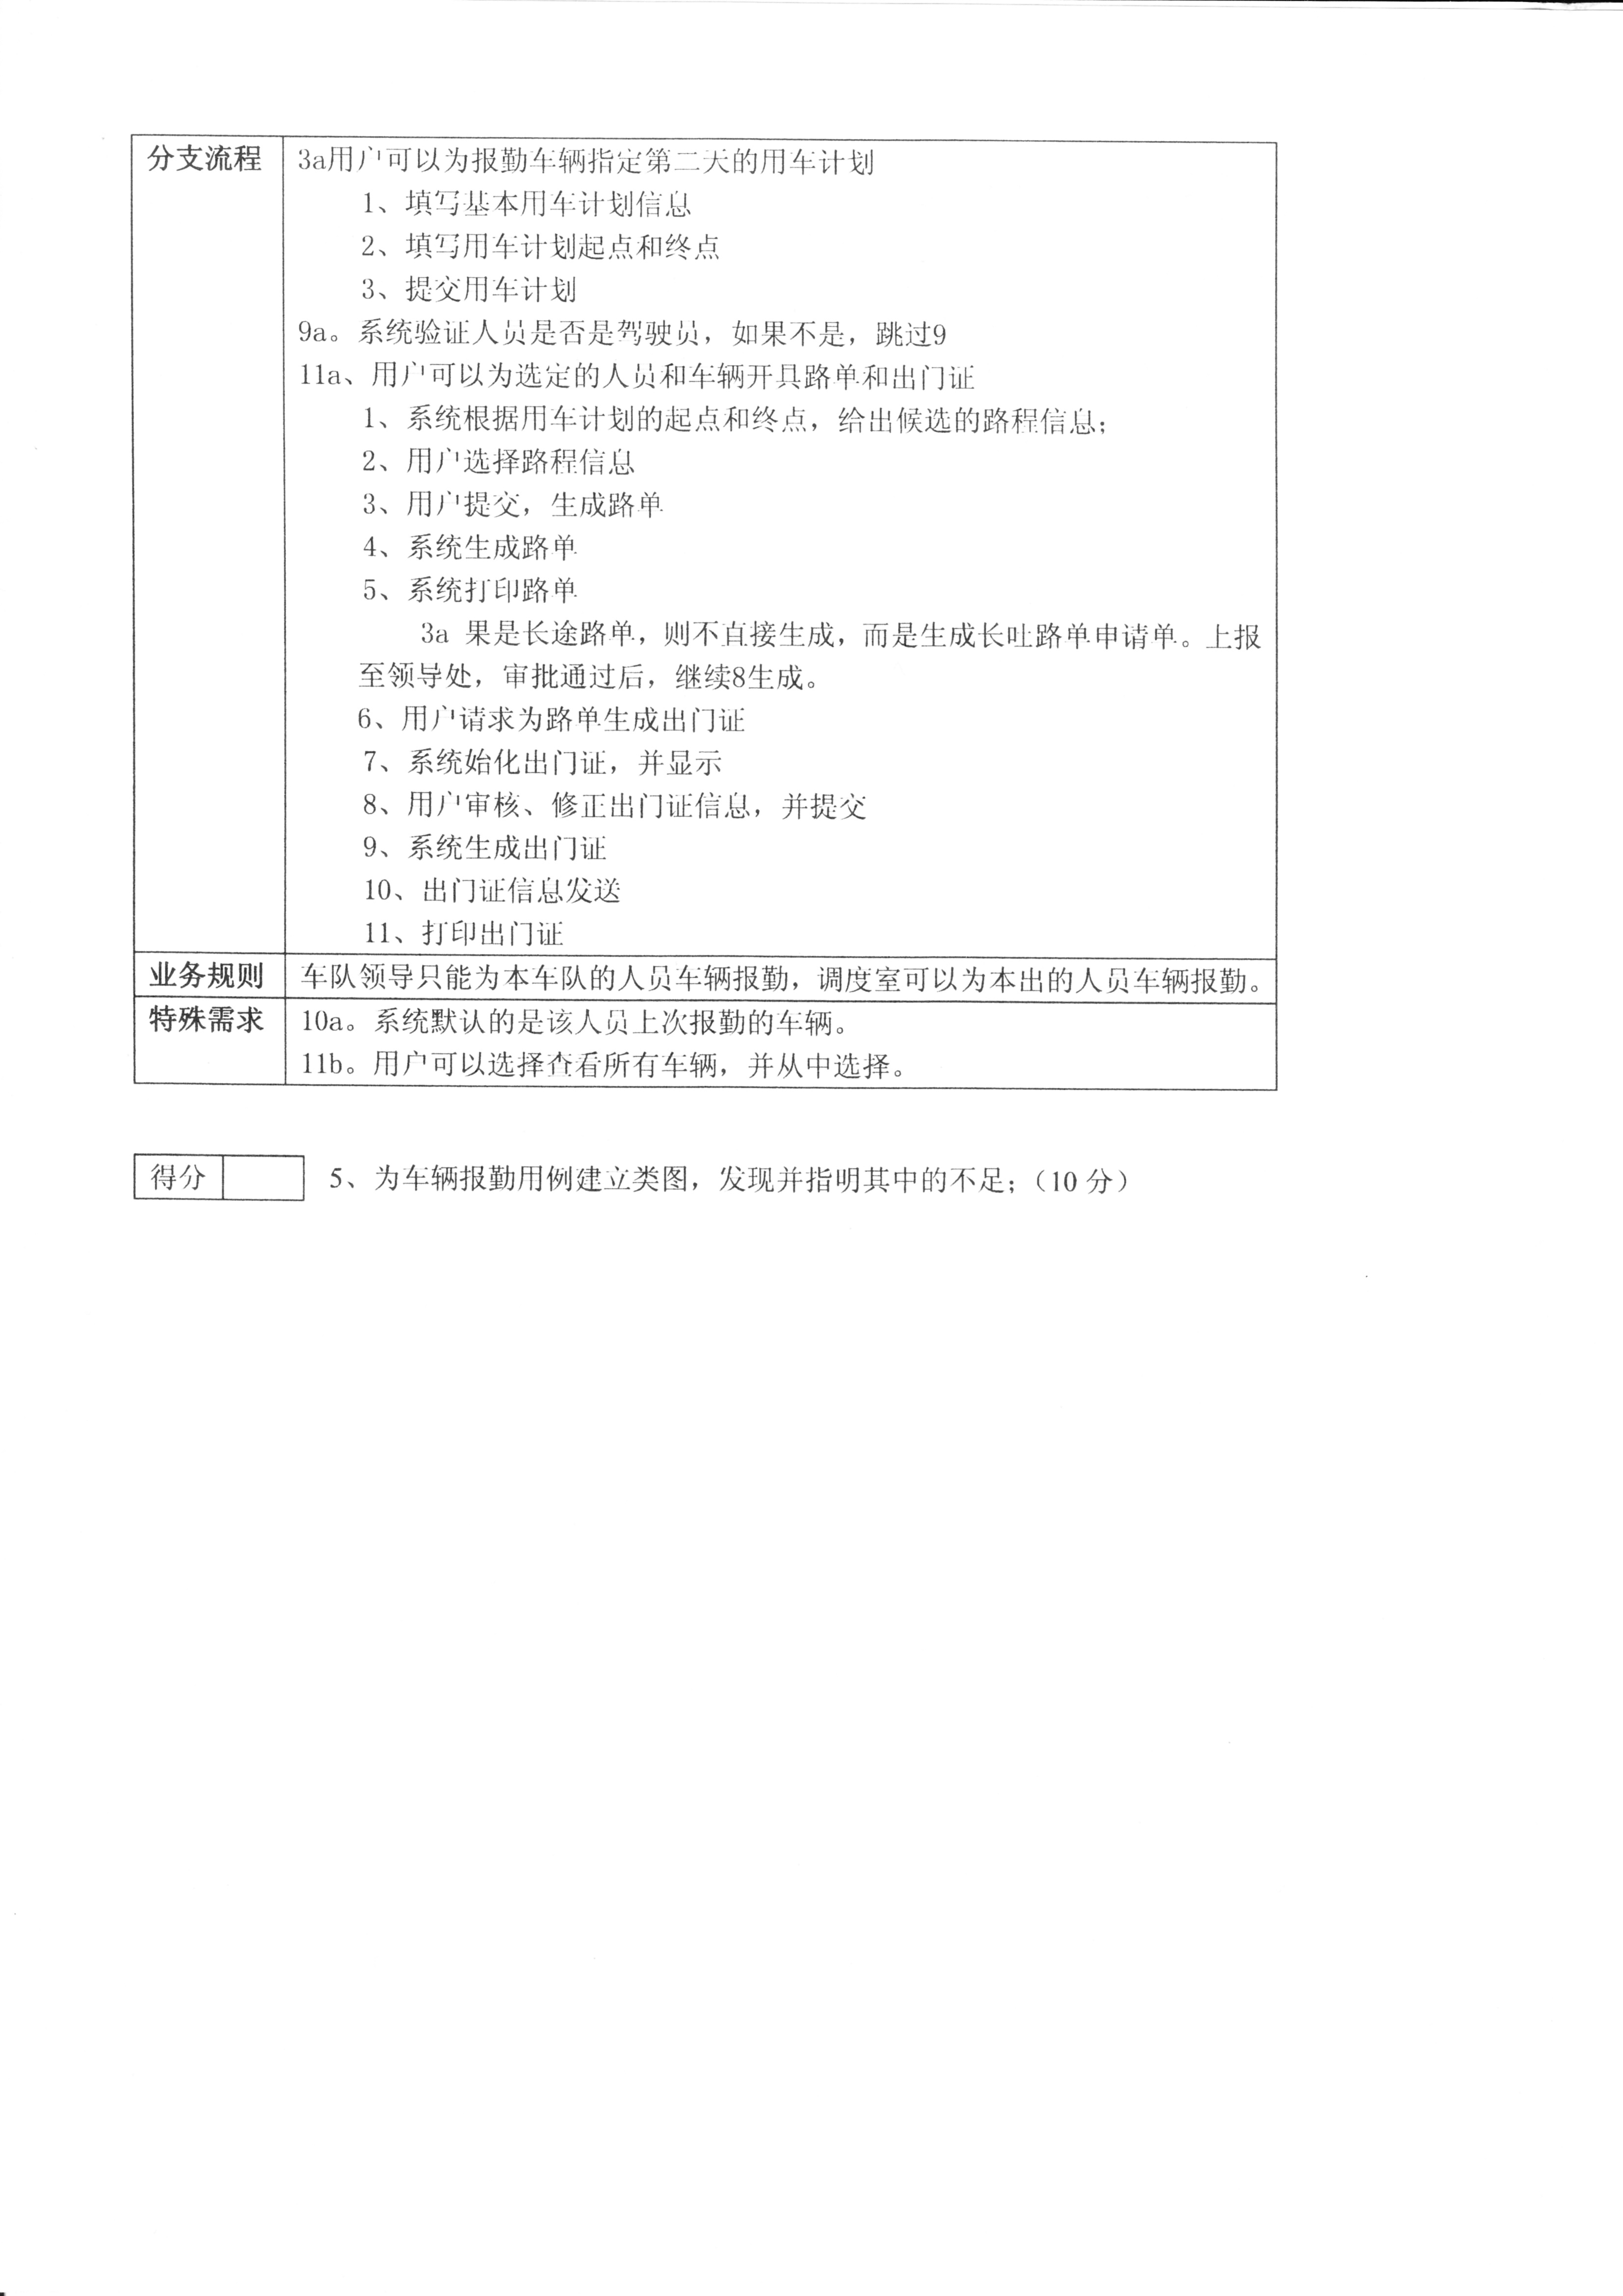 分支流程 3a用户可以为报勤车辆指定第二天的用车计划
1、填写基本用车计划信息
2、填写用车计划起点和终点
3、提交用车计划
9a。系统验证人员是否是驾驶员，如果不是，跳过9
11a、用户可以为选定的人员和车辆开具路单和出门证
1、系统根据用车计划的起点和终点，给出候选的路程信息；
2、用户选择路程信息
3、用户提交，生成路单
4、系统生成路单
5、系统打印路单
3a 果是长途路单，则不直接生成，而是生成长吐路单申请单。上报
至领导处，审批通过后，继续8生成。
6、用户请求为路单生成出门证
7、系统始化出门证，并显示
8、用户审核、修正出门证信息，并提交
9、系统生成出门证
10、出门证信息发送
11、打印出门证
业务规则 车队领导只能为本车队的人员车辆报勤，调度室可以为本出的人员车辆报勤。
特殊需求 10a。系统默认的是该人员上次报勤的车辆。
11b。用户可以选择查看所有车辆，并从中选择。
得分 5、为车辆报勤用例建立类图，发现并指明其中的不足；（10 分）